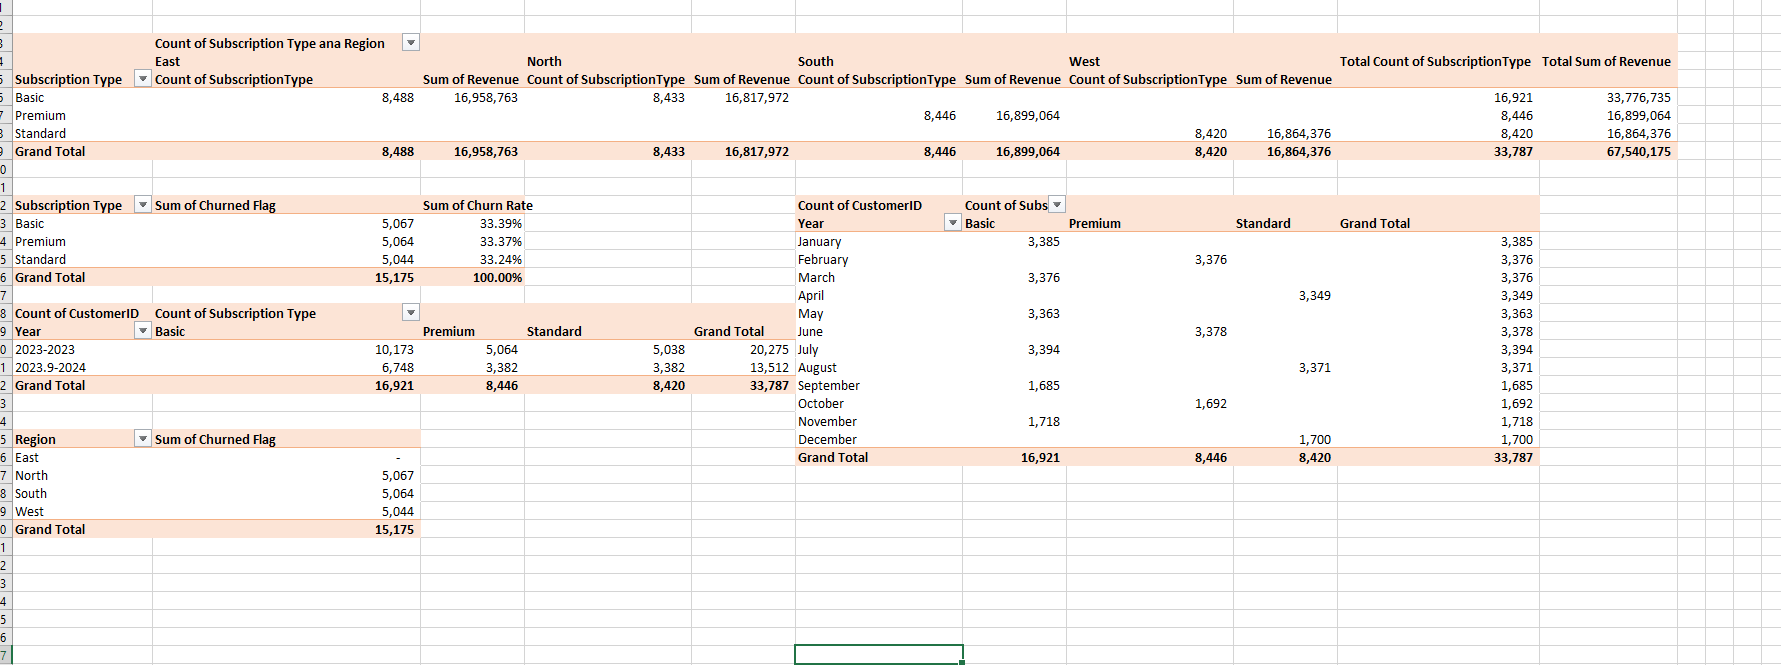 Count of Subscription Type ana Region
East North South West Total Count of SubscriptionType Total Sum of Revenue
Subscription Type Count of SubscriptionType Sum of Revenue Count of SubscriptionType Sum of Revenue Count of SubscriptionType Sum of Revenue Count of SubscriptionType Sum of Revenue
Basic 8,488 16,958,763 8,433 16,817,972 16,921 33,776,735
Premium 8,446 16,899,064 8,446 16,899,064
Standard 8,420 16,864,376 8,420 16,864,376
Grand Total 8,488 16,958,763 8,433 16,817,972 8,446 16,899,064 8,420 16,864,376 33,787 67,540,175
Subscription Type Sum of Churned Flag Sum of Churn Rate
Basic 5,067 33.39%
Premium 5,064 33.37%
Standard 5,044 33.24%
Grand Total 15,175 100.00%
Count of CustomerID Count of Subscription Type
Year Basic Premium Standard Grand Total
2023-2023 10,173 5,064 5,038 20,275
2023.9-2024 6,748 3,382 3,382 13,512
Grand Total 16,921 8,446 8,420 33,787
Region Sum of Churned Flag
East -
North 5,067
South 5,064
West 5,044
Grand Total 15,175
Count of CustomerID Count of Subs
Year Basic Premium Standard Grand Total
January 3,385 3,385
February 3,376 3,376
March 3,376 3,376
April 3,349 3,349
May 3,363 3,363
June 3,378 3,378
July 3,394 3,394
August 3,371 3,371
September 1,685 1,685
October 1,692 1,692
November 1,718 1,718
December 1,700 1,700
Grand Total 16,921 8,446 8,420 33,787